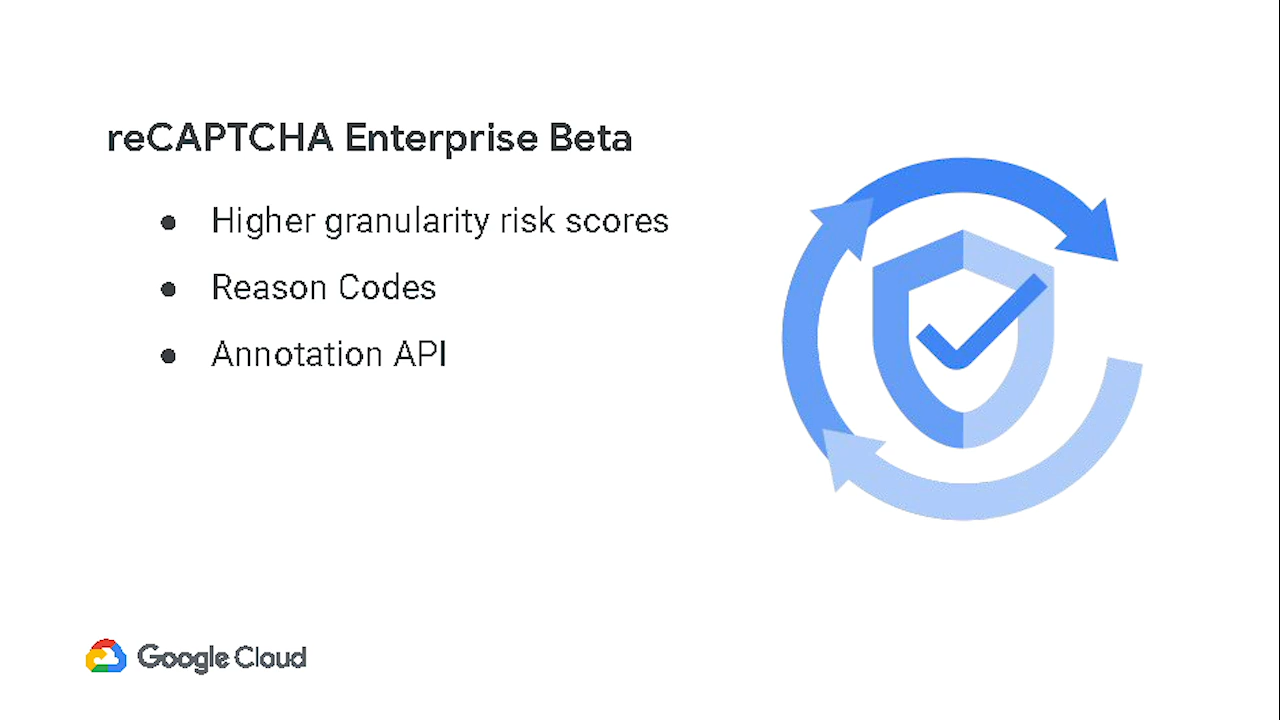 reCAPTCHA Enterprise Beta
● Higher granularity risk scores
● Reason Codes
● Annotation API
Google Cloud